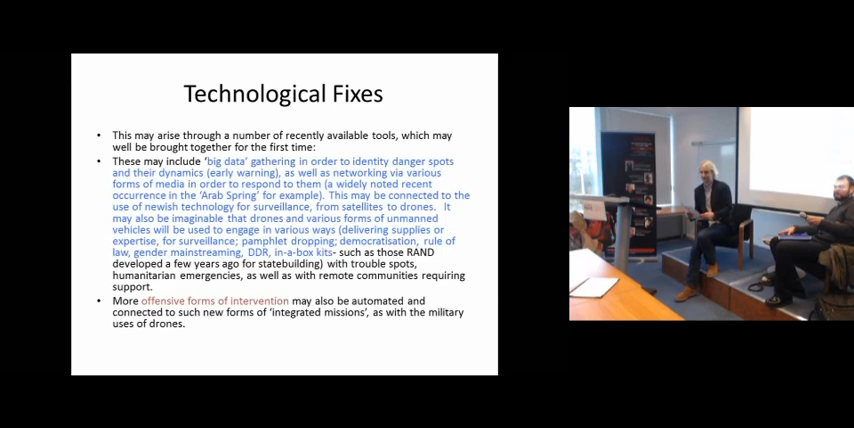 Technological Fixes
• This may arise through a number of recently available tools, which may
well be brought together for the first time:
• These may include 'big data' gathering in order to identity danger spots
and their dynamics (early warning), as well as networking via various
forms of media in order to respond to them (a widely noted recent
occurrence in the 'Arab Spring' for example). This may be connected to the
use of newish technology for surveillance, from satellites to drones. It
may also be imaginable that drones and various forms of unmanned
vehicles will be used to engage in various ways (delivering supplies or
expertise, for surveillance; pamphlet dropping; democratisation, rule of
law, gender mainstreaming, DDR, in-a-box kits- such as those RAND
developed a few years ago for statebuilding) with trouble spots,
humanitarian emergencies, as well as with remote communities requiring
support.
• More offensive forms of intervention may also be automated and
connected to such new forms of 'integrated missions', as with the military
uses of drones.